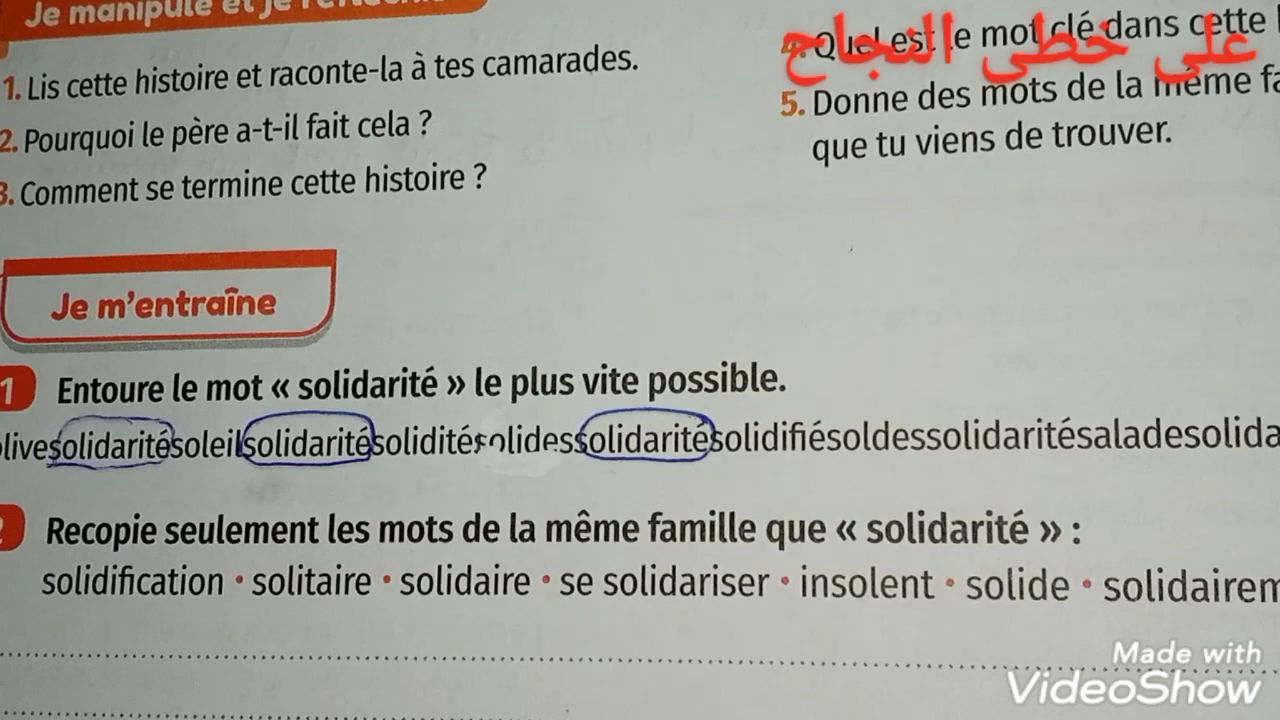 Je manipule et je
1. Lis cette histoire et raconte-la à tes camarades.
2. Pourquoi le père a-t-il fait cela ?
3. Comment se termine cette histoire ?
4. Quel est le mot clé dans cette
على خطى النجاح
5. Donne des mots de la même
que tu viens de trouver.
Je m'entraîne
1 Entoure le mot « solidarité » le plus vite possible.
olivesolidaritésoleilsolidaritésoliditésolidessolidaritésolidifiésoldessolidaritésaladesolida
2 Recopie seulement les mots de la même famille que « solidarité » :
solidification • solitaire • solidaire • se solidariser • insolent • solide • solidairem
Made with
VideoShow